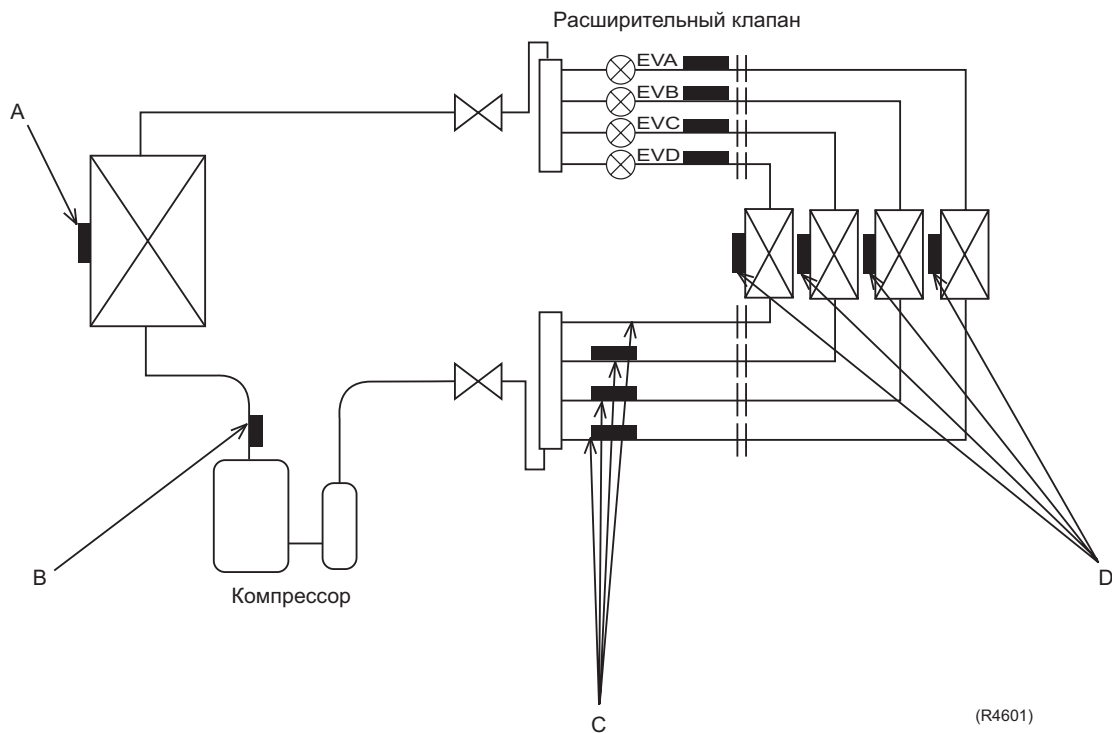 Расширительный клапан
EVA
EVB
A
EVC
EVD
B
D
Компрессор
C
(R4601)